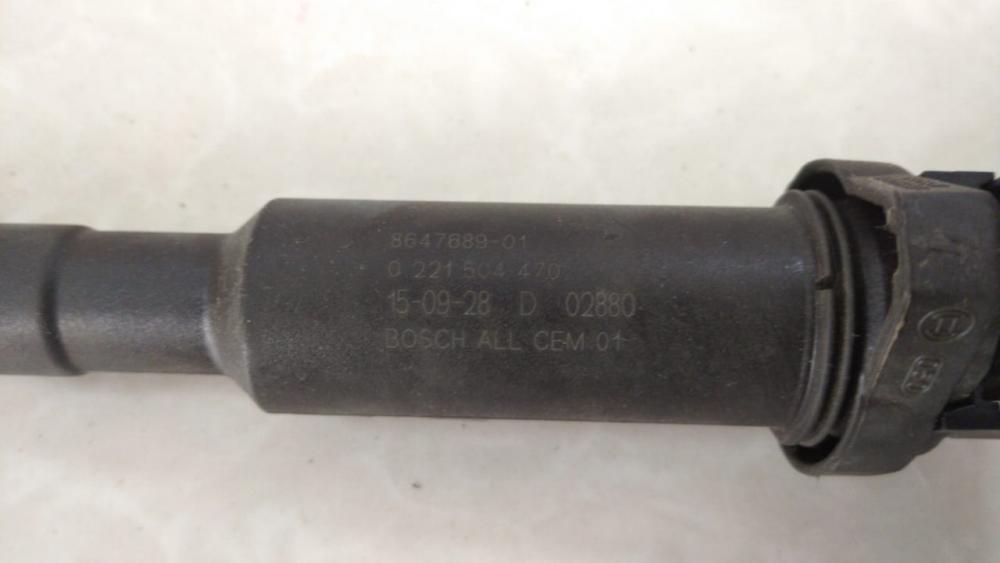 8647689-01
0 221 504 470
15-09-28 D 02880
BOSCH ALL CEM 01